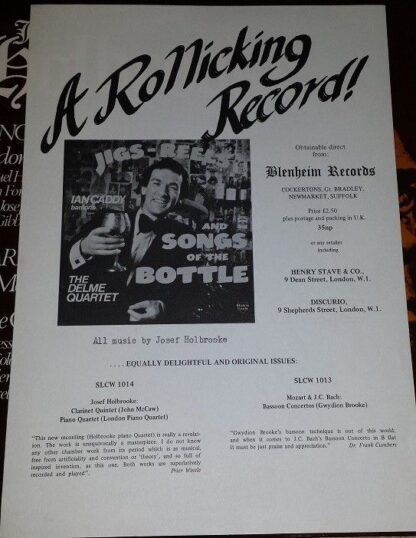 A Rollicking
Record!
JIGS-REELS
IAN CADDY
baritone
AND
SONGS
OF THE
BOTTLE
THE
DELME
QUARTET
Obtainable direct
from:
Blenheim Records
COCKERTONS, Gt. BRADLEY,
NEWMARKET, SUFFOLK
Price £2.50
plus postage and packing in U.K.
35np
or any retailer
including
HENRY STAVE & CO.,
9 Dean Street, London, W.1.
DISCURIO,
9 Shepherds Street, London, W.1.
All music by Josef Holbrooke
....EQUALLY DELIGHTFUL AND ORIGINAL ISSUES:
SLCW 1014
Josef Holbrooke:
Clarinet Quintet (John McCaw)
Piano Quartet (London Piano Quartet)
"This new recording (Holbrooke piano Quartet) is really a revela-
tion. The work is unequivocally a masterpiece. I do not know
any other chamber work from its period which is as musical,
free from artificiality and convention or 'theory', and so full of
inspired invention, as this one. Both works are superlatively
recorded and played".
SLCW 1013
Mozart & J.C. Bach:
Bassoon Concertos (Gwydion Brooke)
"Gwydion Brooke's bassoon technique is out of this world;
and when it comes to J.C. Bach's Bassoon Concerto in B flat
it must be just praise and appreciation."
Dr. Frank